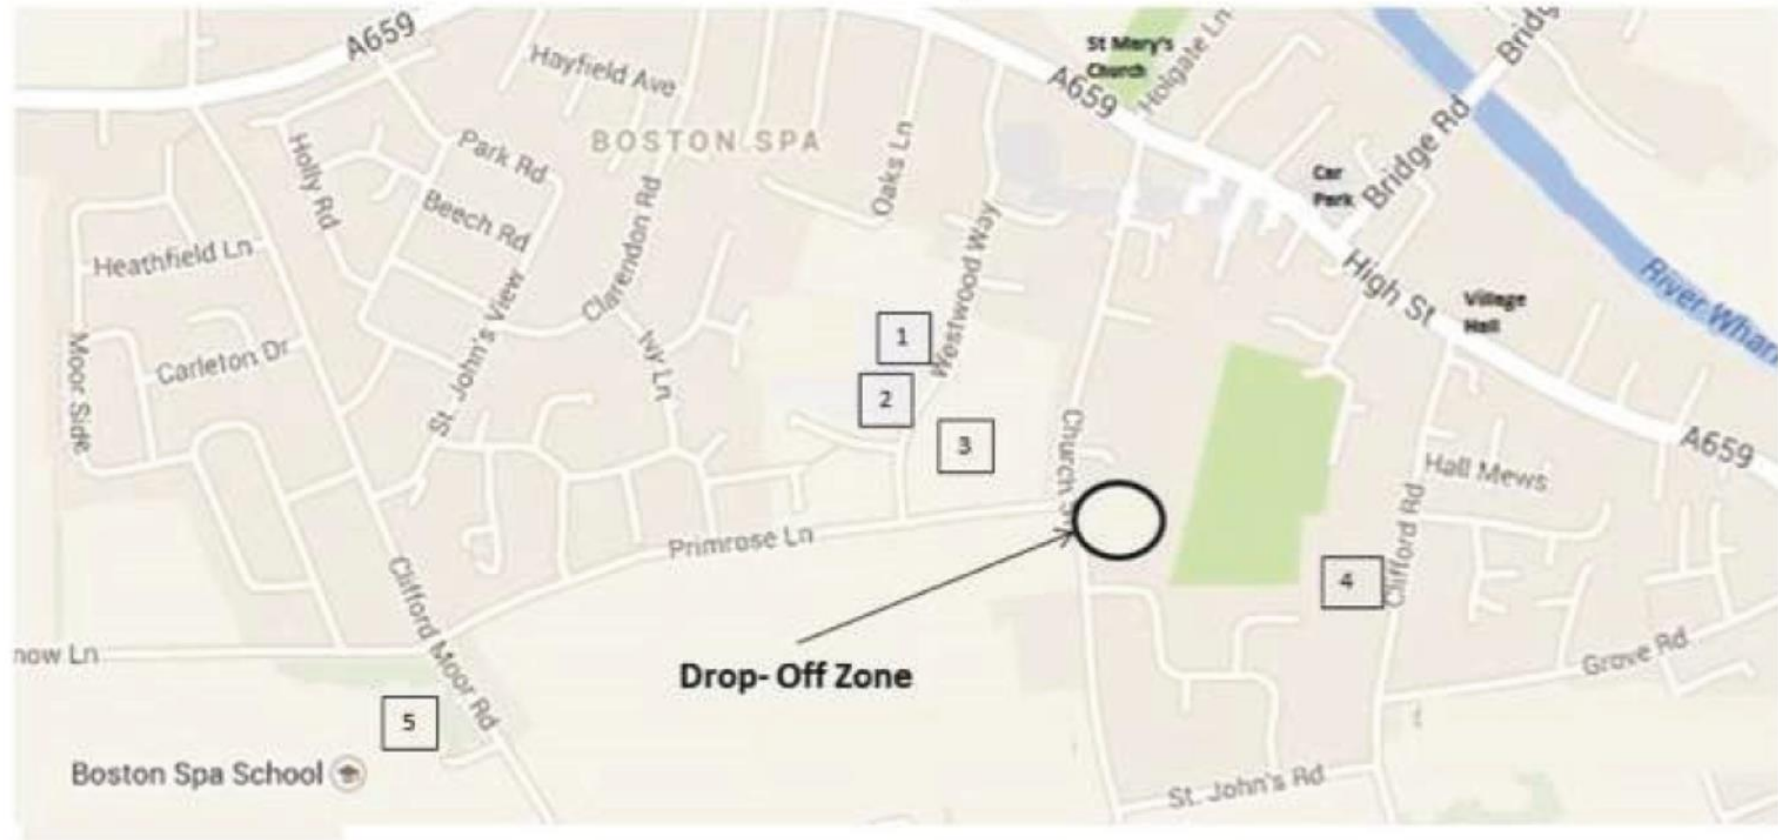 A659
Hayfield Ave
St Mary's
Church
Holgate Ln
A659
BOSTON SPA
Oaks Ln
Bridge Rd
Car
Park
Holly Rd
Park Rd
Beech Rd
Clarendon Rd
Westwood Way
Heathfield Ln
St. John's View
High St
Village
Hall
River Whar
1
Moor Side
Carleton Dr
Ivy Ln
2
3
Church St
A659
Hall Mews
Primrose Ln
Clifford Rd
4
Clifford Moor Rd
now Ln
Drop- Off Zone
Grove Rd
5
Boston Spa School
St. John's Rd